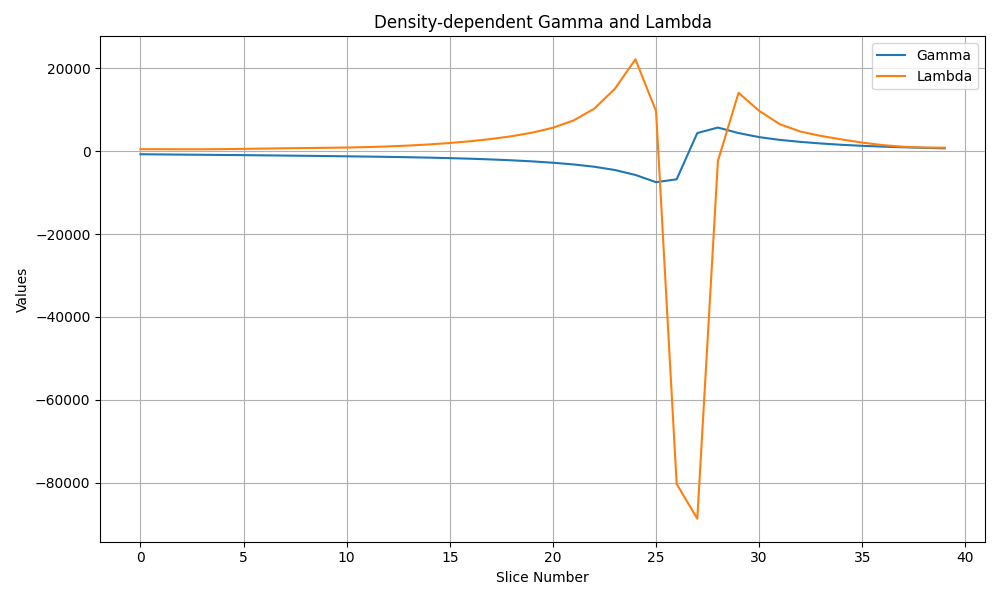 Density-dependent Gamma and Lambda
Gamma
Lambda
20000
0
−20000
−40000
−60000
−80000
Values
0 5 10 15 20 25 30 35 40
Slice Number